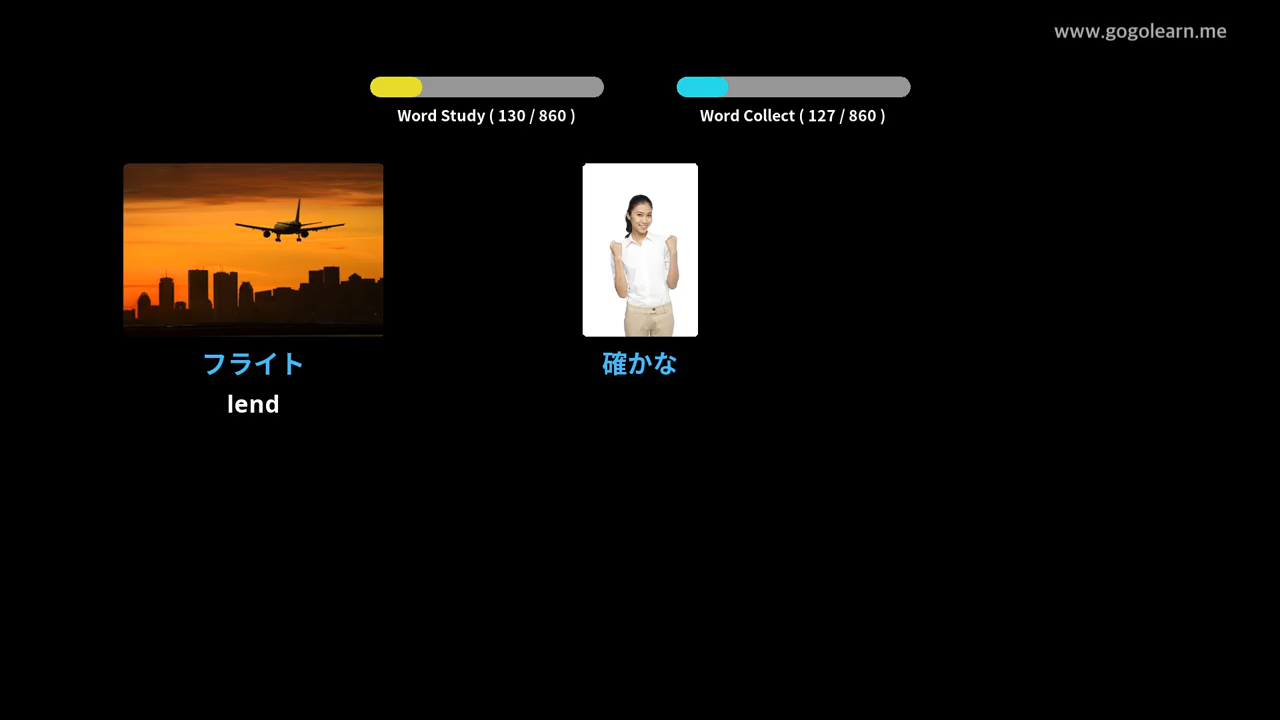 www.gogolearn.me
Word Study ( 130 / 860 )
Word Collect ( 127 / 860 )
フライト
lend
確かな